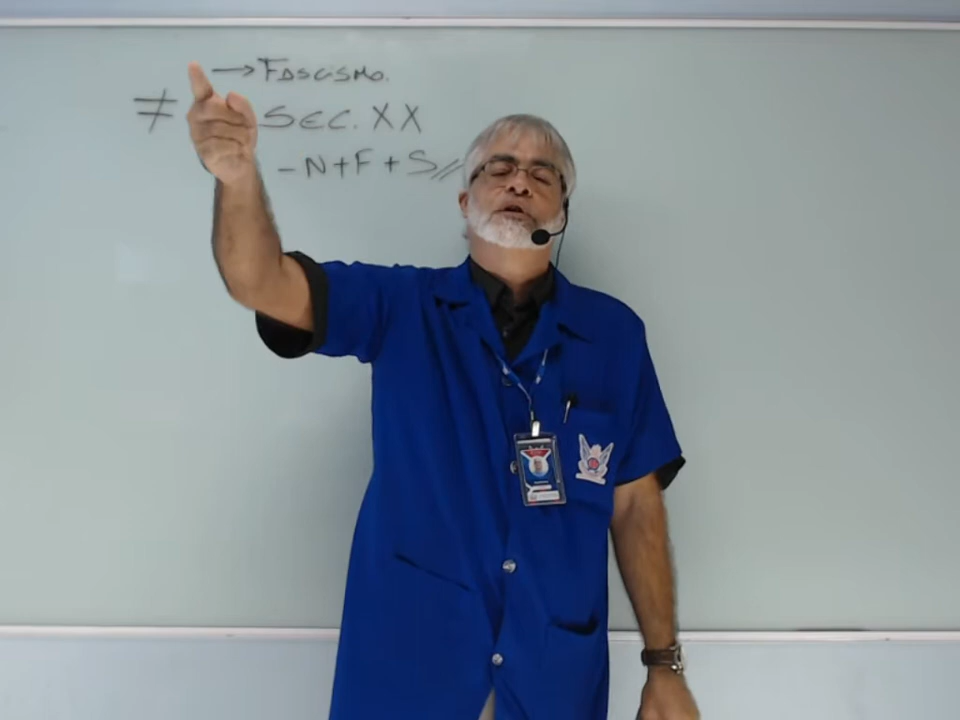 → Fascismo.
≠ SEC. XX
- N + F + S //